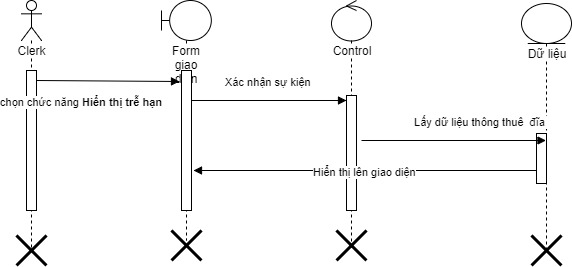 Clerk
Form
giao
diện
Control
Dữ liệu
Xác nhận sự kiện
chọn chức năng Hiển thị trễ hạn
Lấy dữ liệu thông thuê đĩa
Hiển thị lên giao diện